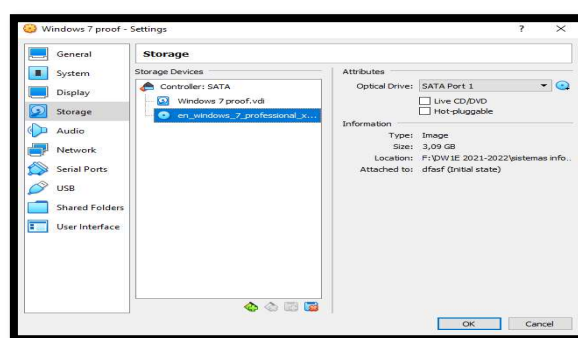 Windows 7 proof - Settings
?
General
System
Display
Storage
Audio
Network
Serial Ports
USB
Shared Folders
User Interface
Storage
Storage Devices
Controller: SATA
Windows 7 proof.vdi
en_windows_7_professional_x...
Attributes
Optical Drive: SATA Port 1
Live CD/DVD
Hot-pluggable
Information
Type: Image
Size: 3,09 GB
Location: F:\DW1E 2021-2022\sistemas info..
Attached to: dfasf (Initial state)
OK Cancel